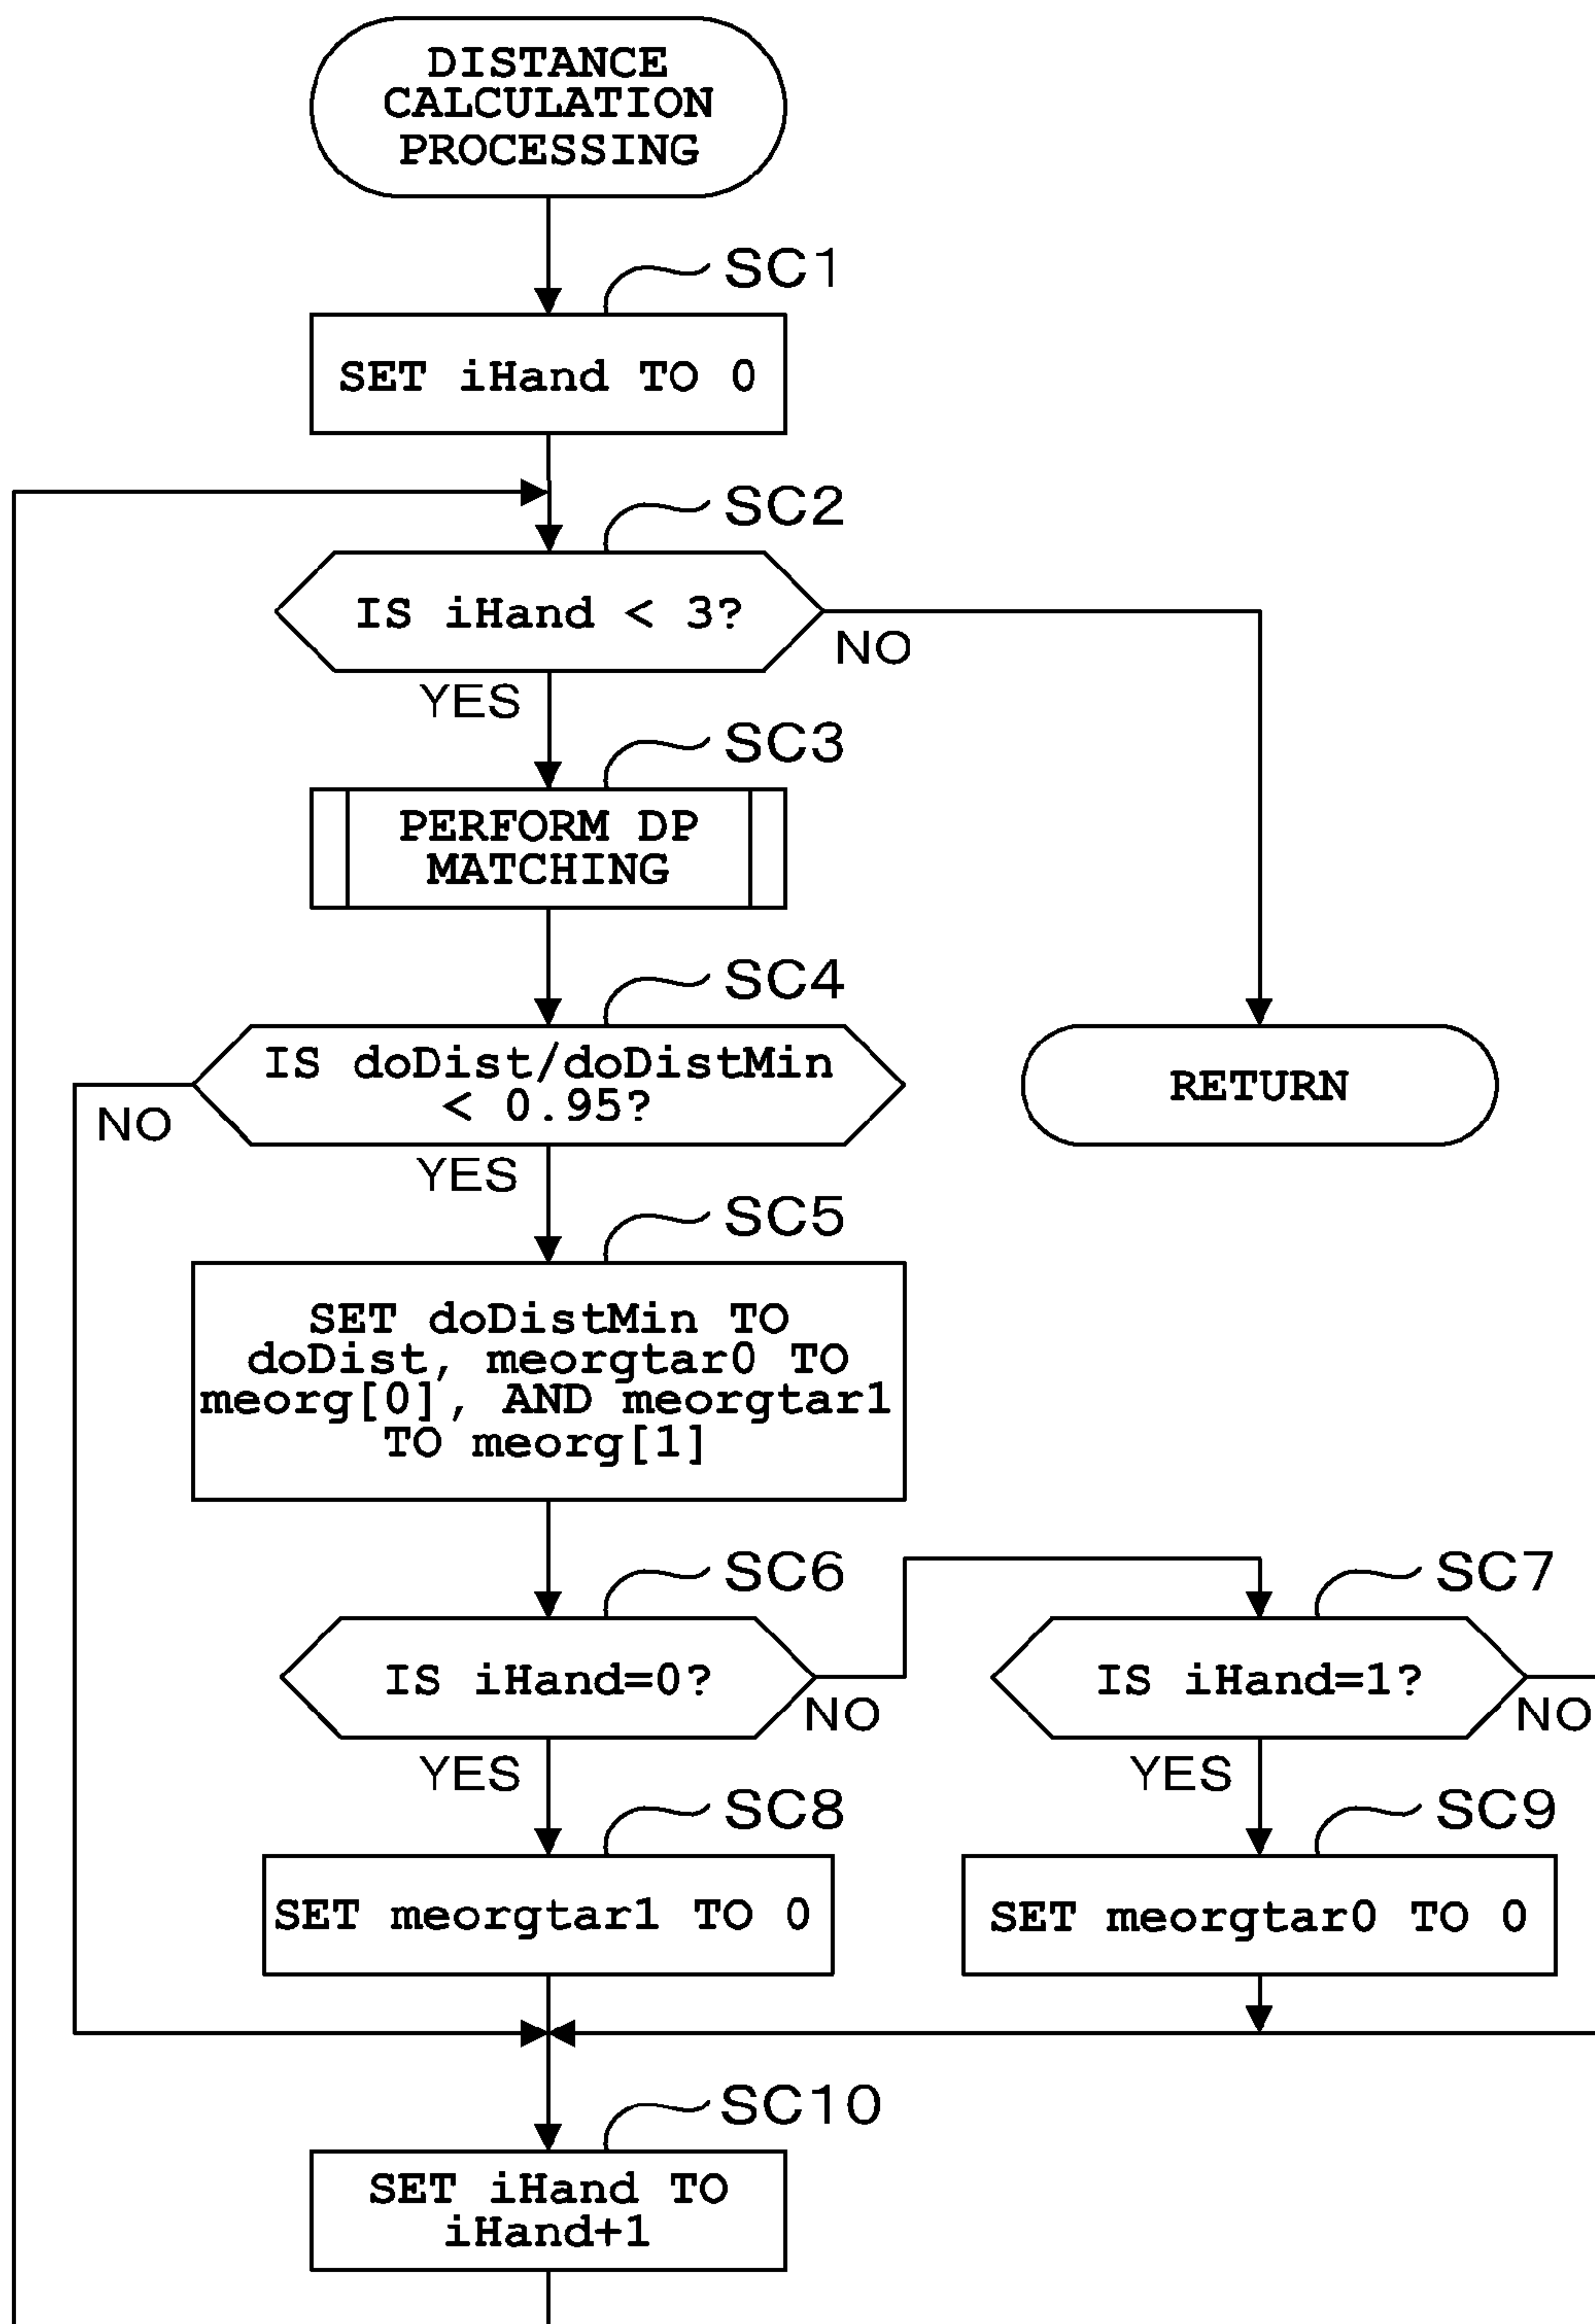 DISTANCE
CALCULATION
PROCESSING
SC1
SET iHand TO 0
SC2
IS iHand < 3?
NO
YES
SC3
PERFORM DP
MATCHING
SC4
IS doDist/doDistMin
< 0.95?
RETURN
NO
YES
SC5
SET doDistMin TO
doDist, meorgtar0 TO
meorg[0], AND meorgtar1
TO meorg[1]
SC6
SC7
IS iHand=0?
IS iHand=1?
NO
NO
YES
YES
SC8
SC9
SET meorgtar1 TO 0
SET meorgtar0 TO 0
SC10
SET iHand TO
iHand+1